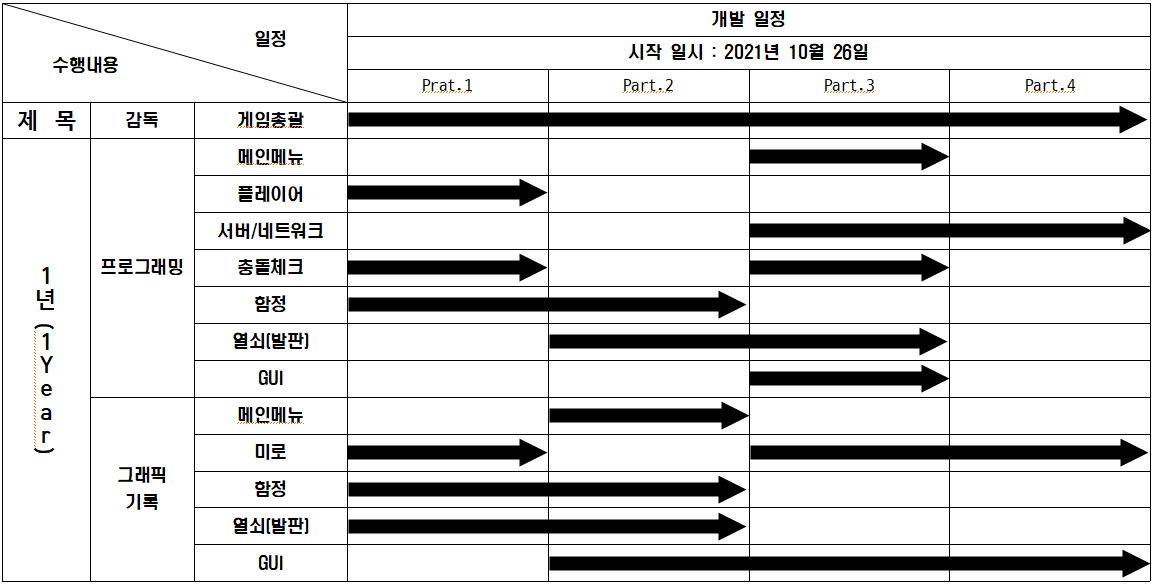 일정
수행내용
개발 일정
시작 일시 : 2021년 10월 26일
Prat.1 Part.2 Part.3 Part.4
제 목 감독 게임총괄
1년(1Year)
프로그래밍
메인메뉴
플레이어
서버/네트워크
충돌체크
함정
열쇠(발판)
GUI
그래픽
기록
메인메뉴
미로
함정
열쇠(발판)
GUI